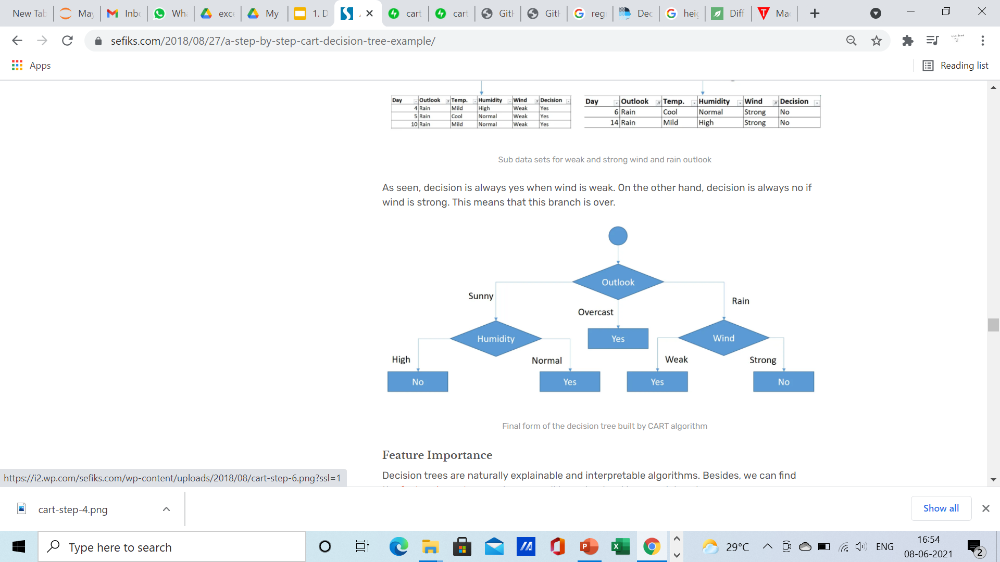 New Tab
May
Inbo
Wha
exce
My
1. D
cart
cart
GitH
GitH
regr
Dec
heig
Diff
Mac
sefiks.com/2018/08/27/a-step-by-step-cart-decision-tree-example/
Apps
Reading list
Day Outlook Temp. Humidity Wind Decision
4 Rain Mild High Weak Yes
5 Rain Cool Normal Weak Yes
10 Rain Mild Normal Weak Yes
Day Outlook Temp. Humidity Wind Decision
6 Rain Cool Normal Strong No
14 Rain Mild High Strong No
Sub data sets for weak and strong wind and rain outlook
As seen, decision is always yes when wind is weak. On the other hand, decision is always no if
wind is strong. This means that this branch is over.
Outlook
Sunny
Rain
Overcast
Humidity
Yes
Wind
High
Normal
Weak
Strong
No
Yes
Yes
No
Final form of the decision tree built by CART algorithm
Feature Importance
Decision trees are naturally explainable and interpretable algorithms. Besides, we can find
https://i2.wp.com/sefiks.com/wp-content/uploads/2018/08/cart-step-6.png?ssl=1
cart-step-4.png
Show all
Type here to search
29°C
ENG
16:54
08-06-2021
2